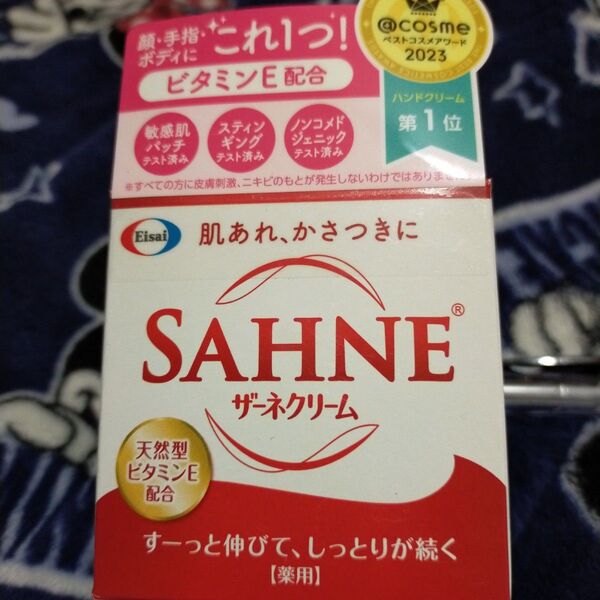 顔・手指・
ボディに
これ1つ!
ビタミンE配合
敏感肌
パッチ
テスト済み
スティン
ギング
テスト済み
ノンコメド
ジェニック
テスト済み
※すべての方に皮膚刺激、ニキビのもとが発生しないわけではありませ
@cosme
ベストコスメアワード
2023
ハンドクリーム
第1位
Eisai
肌あれ、かさつきに
SAHNE®
ザーネクリーム
天然型
ビタミンE
配合
すーっと伸びて、しっとりが続く
【薬用】